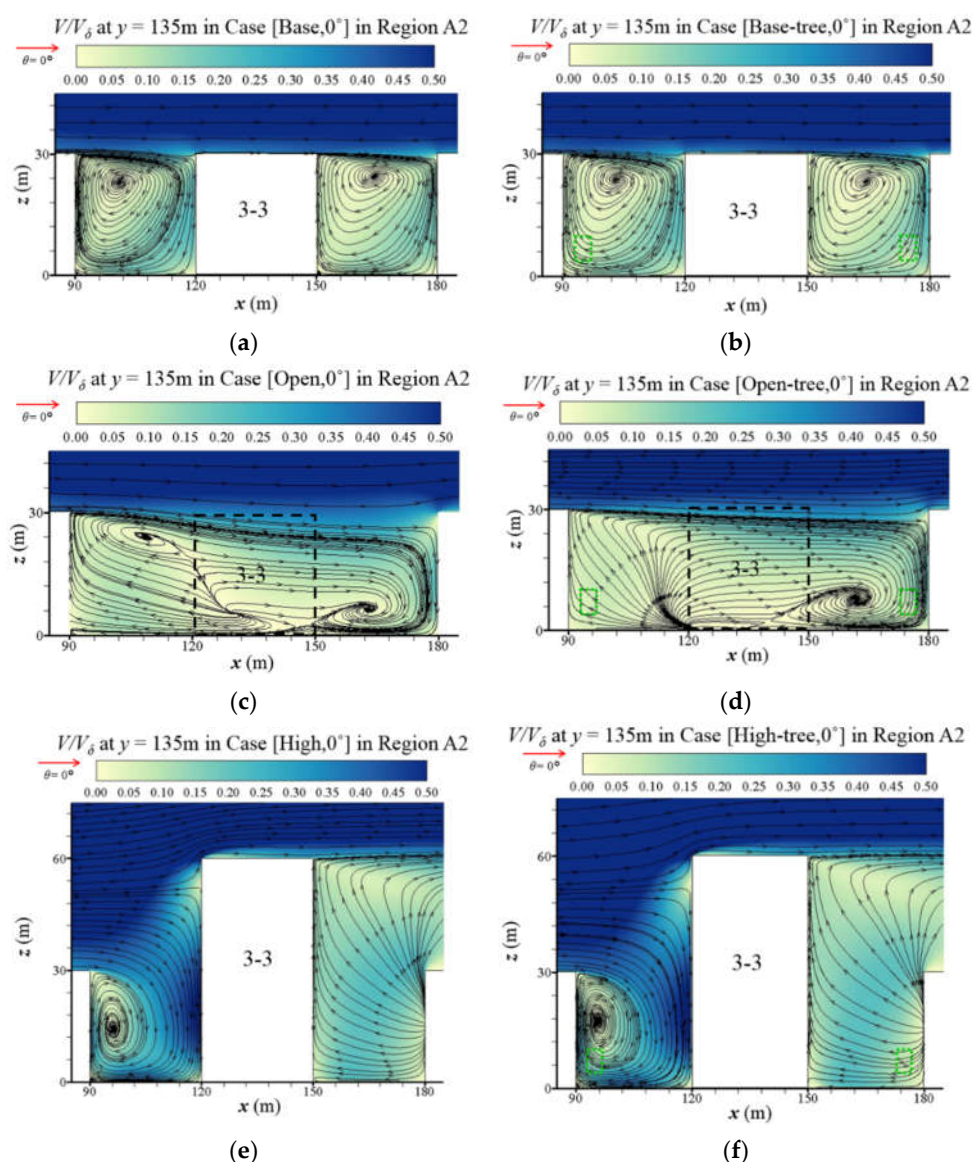 V/Vδ at y = 135m in Case [Base,0°] in Region A2
θ= 0°
0.00 0.05 0.10 0.15 0.20 0.25 0.30 0.35 0.40 0.45 0.50
30
z (m)
3-3
0
90 120 150 180
x (m)
(a)
V/Vδ at y = 135m in Case [Base-tree,0°] in Region A2
θ= 0°
0.00 0.05 0.10 0.15 0.20 0.25 0.30 0.35 0.40 0.45 0.50
30
z (m)
3-3
0
90 120 150 180
x (m)
(b)
V/Vδ at y = 135m in Case [Open,0°] in Region A2
θ= 0°
0.00 0.05 0.10 0.15 0.20 0.25 0.30 0.35 0.40 0.45 0.50
30
z (m)
3-3
0
90 120 150 180
x (m)
(c)
V/Vδ at y = 135m in Case [Open-tree,0°] in Region A2
θ= 0°
0.00 0.05 0.10 0.15 0.20 0.25 0.30 0.35 0.40 0.45 0.50
30
z (m)
3-3
0
90 120 150 180
x (m)
(d)
V/Vδ at y = 135m in Case [High,0°] in Region A2
θ= 0°
0.00 0.05 0.10 0.15 0.20 0.25 0.30 0.35 0.40 0.45 0.50
60
z (m)
3-3
30
0
90 120 150 180
x (m)
(e)
V/Vδ at y = 135m in Case [High-tree,0°] in Region A2
θ= 0°
0.00 0.05 0.10 0.15 0.20 0.25 0.30 0.35 0.40 0.45 0.50
60
z (m)
3-3
30
0
90 120 150 180
x (m)
(f)